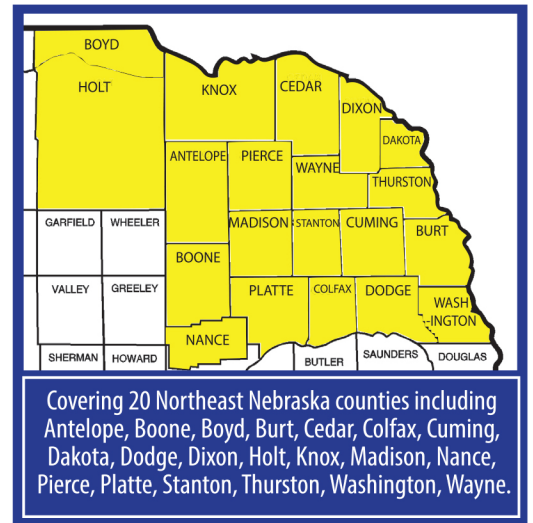 BOYD
HOLT
KNOX
CEDAR
DIXON
DAKOTA
ANTELOPE
PIERCE
WAYNE
THURSTON
GARFIELD
WHEELER
MADISON
STANTON
CUMING
BURT
BOONE
VALLEY
GREELEY
PLATTE
COLFAX
DODGE
WASH
-INGTON
NANCE
SHERMAN
HOWARD
BUTLER
SAUNDERS
DOUGLAS
Covering 20 Northeast Nebraska counties including
Antelope, Boone, Boyd, Burt, Cedar, Colfax, Cuming,
Dakota, Dodge, Dixon, Holt, Knox, Madison, Nance,
Pierce, Platte, Stanton, Thurston, Washington, Wayne.